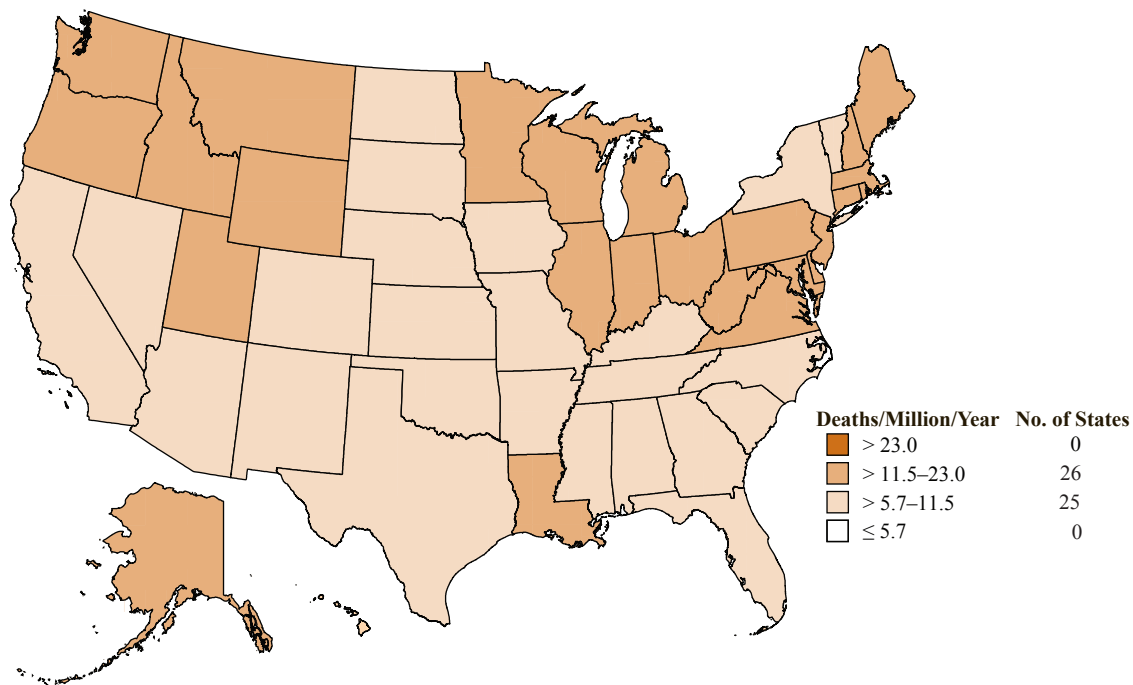 Deaths/Million/Year No. of States
> 23.0 0
> 11.5–23.0 26
> 5.7–11.5 25
≤ 5.7 0